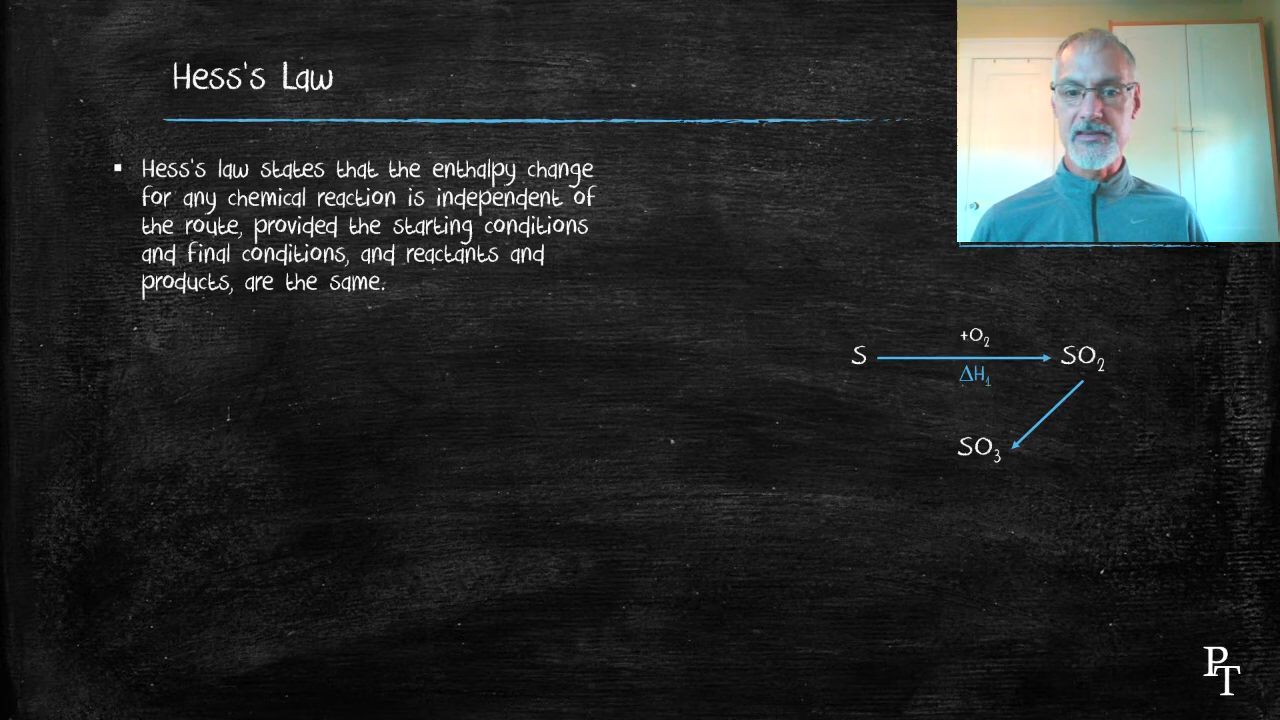 Hess's Law
Hess's law states that the enthalpy change
for any chemical reaction is independent of
the route, provided the starting conditions
and final conditions, and reactants and
products, are the same.
+O₂
S SO₂
ΔH₁
SO₃
PT